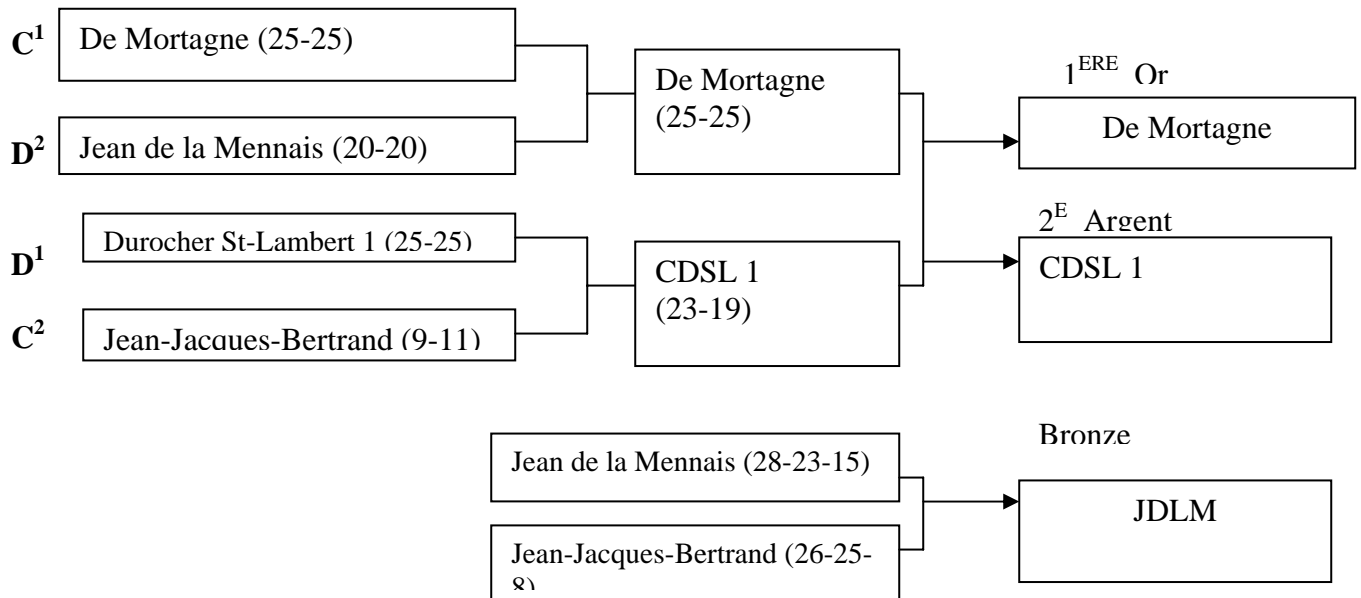 C¹ De Mortagne (25-25)
D² Jean de la Mennais (20-20)
De Mortagne
(25-25)
1ERE Or
De Mortagne
D¹ Durocher St-Lambert 1 (25-25)
C² Jean-Jacques-Bertrand (9-11)
CDSL 1
(23-19)
2E Argent
CDSL 1
Jean de la Mennais (28-23-15)
Jean-Jacques-Bertrand (26-25-
8)
Bronze
JDLM